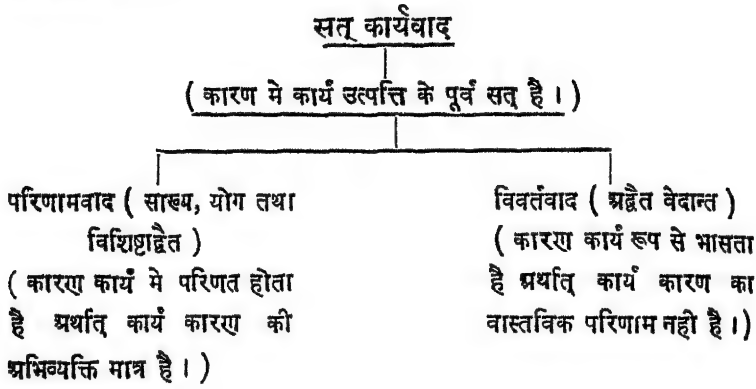 सत् कार्यवाद
( कारण मे कार्य उत्पत्ति के पूर्व सत् है । )
परिणामवाद ( साख्य, योग तथा
विशिष्टाद्वैत )
( कारण कार्य मे परिणत होता
है अर्थात् कार्य कारण की
अभिव्यक्ति मात्र है । )
विवर्तवाद ( अद्वैत वेदान्त )
( कारण कार्य रूप से भासता
है अर्थात् कार्य कारण का
वास्तविक परिणाम नही है ।)